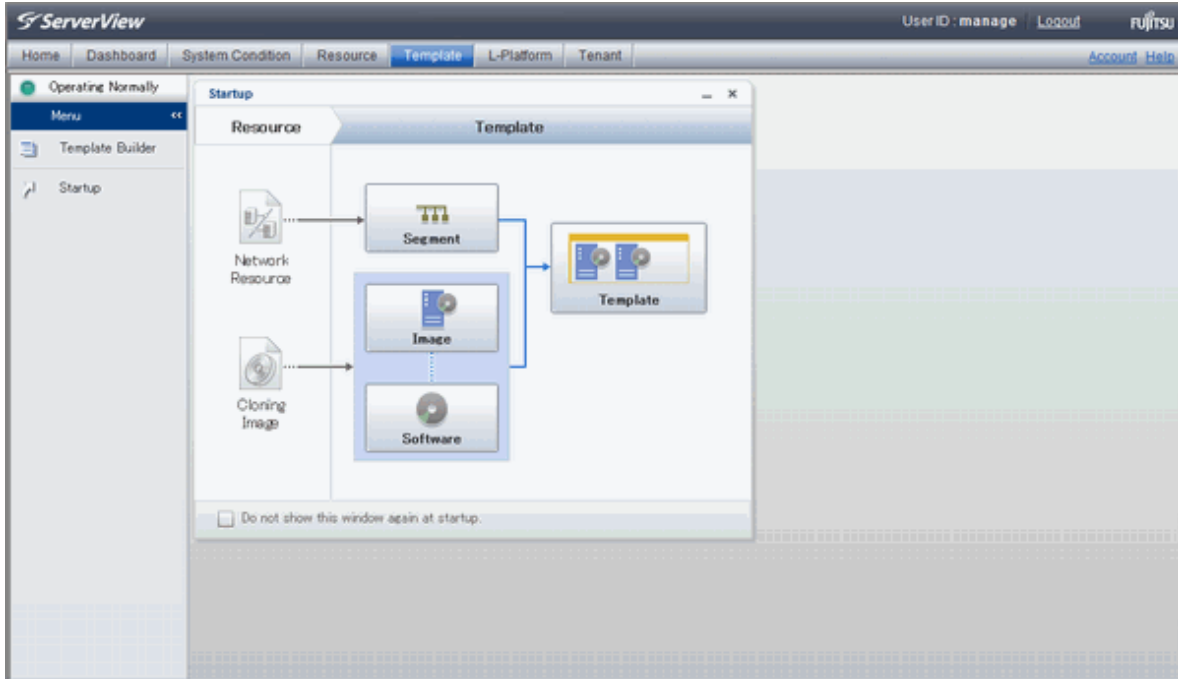 ServerView
User ID : manage Logout FUJITSU
Home Dashboard System Condition Resource Template L-Platform Tenant Account Help
Operating Normally
Menu <<
Template Builder
Startup
Startup
Resource Template
Segment
Network
Resource
Template
Image
Cloning
Image
Software
Do not show this window again at startup.